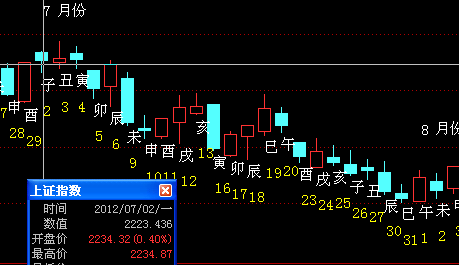 7 月份
8 月份
子 丑 寅
申 酉
卯 辰 未 申 酉 戌 亥 寅 卯 辰 巳 午 酉 戌 亥 子 丑 辰 巳 午 未
7 28 29 2 3 4 5 6 9 10 11 12 13 16 17 18 19 20 23 24 25 26 27 30 31 1 2
上证指数
时间 2012/07/02/一
数值 2223.436
开盘价 2234.32(0.40%)
最高价 2234.87